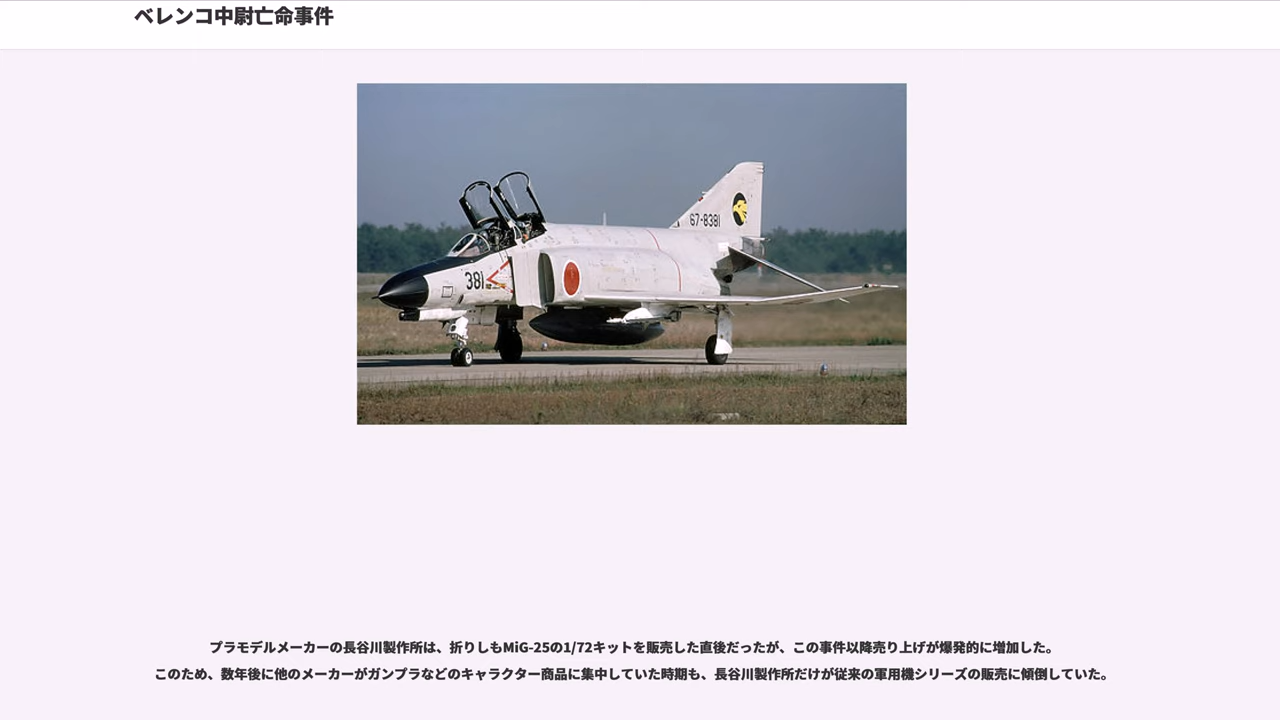 ベレンコ中尉亡命事件
67-8381
381
プラモデルメーカーの長谷川製作所は、折りしもMiG-25の1/72キットを販売した直後だったが、この事件以降売り上げが爆発的に増加した。
このため、数年後に他のメーカーがガンプラなどのキャラクター商品に集中していた時期も、長谷川製作所だけが従来の軍用機シリーズの販売に傾倒していた。